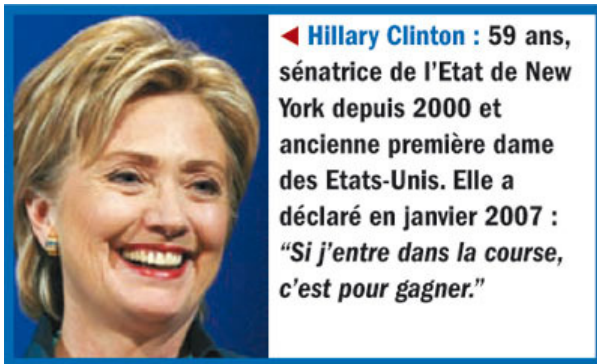 ◄ Hillary Clinton : 59 ans,
sénatrice de l'Etat de New
York depuis 2000 et
ancienne première dame
des Etats-Unis. Elle a
déclaré en janvier 2007 :
“Si j'entre dans la course,
c'est pour gagner.”